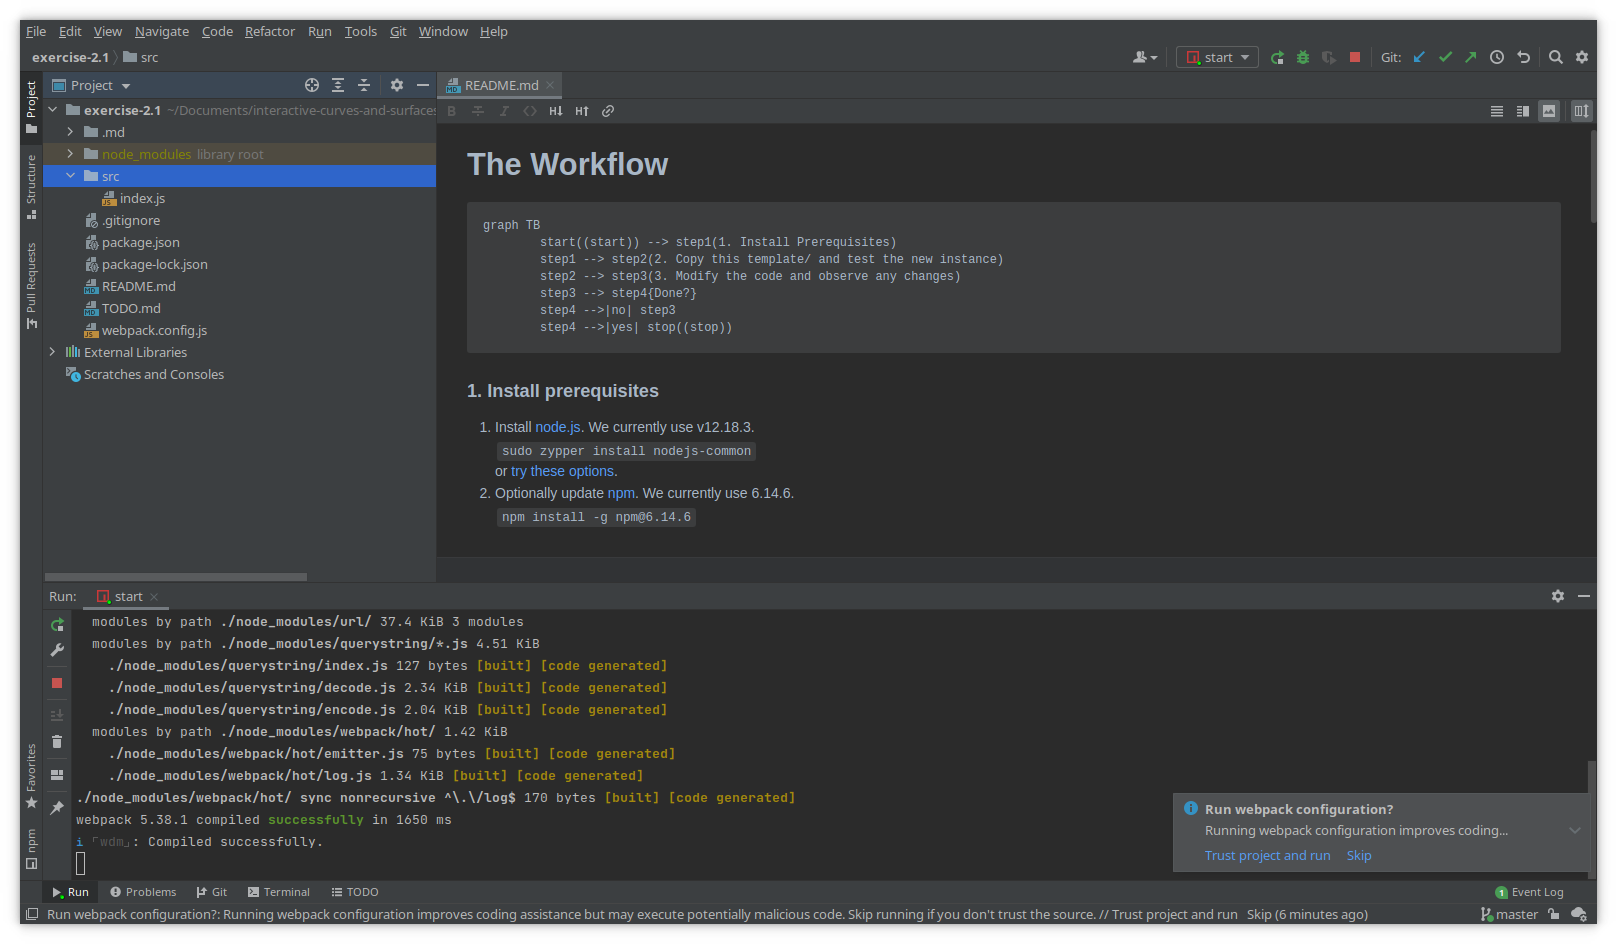 File Edit View Navigate Code Refactor Run Tools Git Window Help
exercise-2.1 src
start Git:
Project
README.md
Project
Structure
Pull Requests
Favorites
npm
exercise-2.1 ~/Documents/interactive-curves-and-surfaces
.md
node_modules library root
src
index.js
.gitignore
package.json
package-lock.json
README.md
TODO.md
webpack.config.js
External Libraries
Scratches and Consoles
The Workflow
graph TB
start((start)) --> step1(1. Install Prerequisites)
step1 --> step2(2. Copy this template/ and test the new instance)
step2 --> step3(3. Modify the code and observe any changes)
step3 --> step4{Done?}
step4 -->|no| step3
step4 -->|yes| stop((stop))
1. Install prerequisites
1. Install node.js. We currently use v12.18.3.
sudo zypper install nodejs-common
or try these options.
2. Optionally update npm. We currently use 6.14.6.
npm install -g npm@6.14.6
Run: start
modules by path ./node_modules/url/ 37.4 KiB 3 modules
modules by path ./node_modules/querystring/*.js 4.51 KiB
./node_modules/querystring/index.js 127 bytes [built] [code generated]
./node_modules/querystring/decode.js 2.34 KiB [built] [code generated]
./node_modules/querystring/encode.js 2.04 KiB [built] [code generated]
modules by path ./node_modules/webpack/hot/ 1.42 KiB
./node_modules/webpack/hot/emitter.js 75 bytes [built] [code generated]
./node_modules/webpack/hot/log.js 1.34 KiB [built] [code generated]
./node_modules/webpack/hot/ sync nonrecursive ^\.\/log$ 170 bytes [built] [code generated]
webpack 5.38.1 compiled successfully in 1650 ms
i ｢wdm｣: Compiled successfully.
Run webpack configuration?
Running webpack configuration improves coding...
Trust project and run Skip
Run Problems Git Terminal TODO
1 Event Log
Run webpack configuration?: Running webpack configuration improves coding assistance but may execute potentially malicious code. Skip running if you don't trust the source. // Trust project and run Skip (6 minutes ago)
master